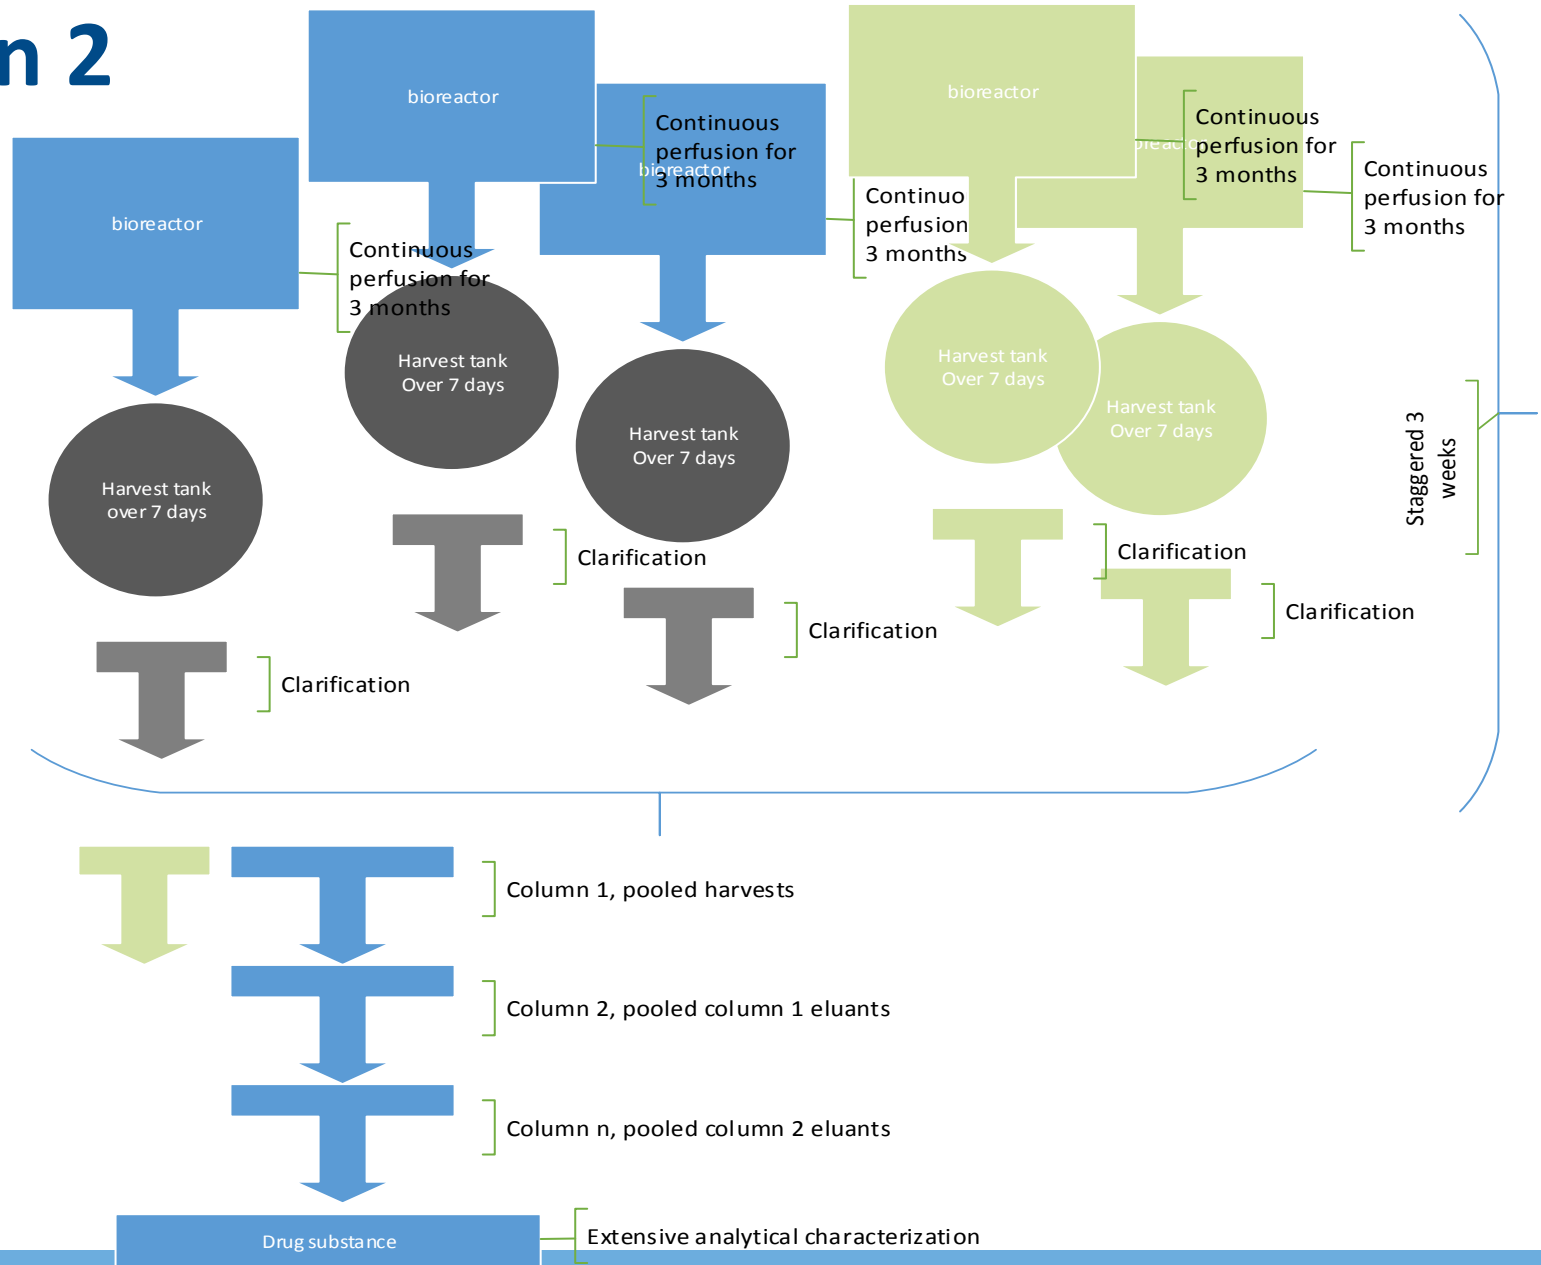 n 2
bioreactor
Continuous
perfusion for
3 months
bioreactor
Continuous
perfusion for
3 months
bioreactor
Continuo
perfusion
3 months
bioreactor
Continuous
perfusion for
3 months
Continuous
perfusion for
3 months
Harvest tank
over 7 days
Harvest tank
Over 7 days
Harvest tank
Over 7 days
Harvest tank
Over 7 days
Harvest tank
Over 7 days
Staggered 3
weeks
Clarification
Clarification
Clarification
Clarification
Clarification
Column 1, pooled harvests
Column 2, pooled column 1 eluants
Column n, pooled column 2 eluants
Drug substance
Extensive analytical characterization